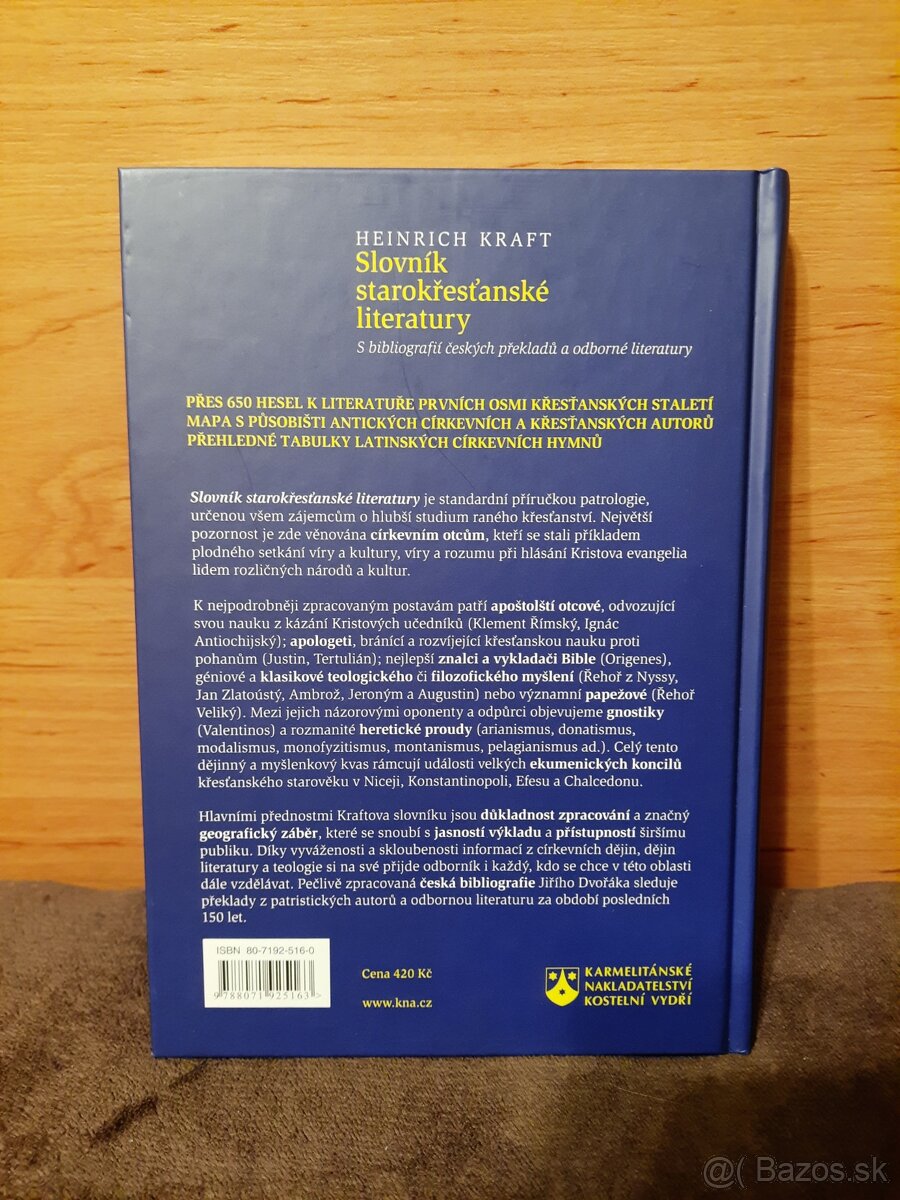 HEINRICH KRAFT
Slovník
starokřesťanské
literatury
S bibliografií českých překladů a odborné literatury
PŘES 650 HESEL K LITERATUŘE PRVNÍCH OSMI KŘESŤANSKÝCH STALETÍ
MAPA S PŮSOBIŠTI ANTICKÝCH CÍRKEVNÍCH A KŘESŤANSKÝCH AUTORŮ
PŘEHLEDNÉ TABULKY LATINSKÝCH CÍRKEVNÍCH HYMNŮ
Slovník starokřesťanské literatury je standardní příručkou patrologie,
určenou všem zájemcům o hlubší studium raného křesťanství. Největší
pozornost je zde věnována církevním otcům, kteří se stali příkladem
plodného setkání víry a kultury, víry a rozumu při hlásání Kristova evangelia
lidem rozličných národů a kultur.
K nejpodrobněji zpracovaným postavám patří apoštolští otcové, odvozující
svou nauku z kázání Kristových učedníků (Klement Římský, Ignác
Antiochijský); apologeti, bránící a rozvíjející křesťanskou nauku proti
pohanům (Justin, Tertulián); nejlepší znalci a vykladači Bible (Origenes),
géniové a klasikové teologického či filozofického myšlení (Řehoř z Nyssy,
Jan Zlatoústý, Ambrož, Jeroným a Augustin) nebo významní papežové (Řehoř
Veliký). Mezi jejich názorovými oponenty a odpůrci objevujeme gnostiky
(Valentinos) a rozmanité heretické proudy (arianismus, donatismus,
modalismus, monofyzitismus, montanismus, pelagianismus ad.). Celý tento
dějinný a myšlenkový kvas rámcují události velkých ekumenických koncilů
křesťanského starověku v Niceji, Konstantinopoli, Efesu a Chalcedonu.
Hlavními přednostmi Kraftova slovníku jsou důkladnost zpracování a značný
geografický záběr, které se snoubí s jasností výkladu a přístupností širšímu
publiku. Díky vyváženosti a skloubenosti informací z církevních dějin, dějin
literatury a teologie si na své přijde odborník i každý, kdo se chce v této oblasti
dále vzdělávat. Pečlivě zpracovaná česká bibliografie Jiřího Dvořáka sleduje
překlady z patristických autorů a odbornou literaturu za období posledních
150 let.
ISBN 80-7192-516-0
9 788071 925163 >
Cena 420 Kč
www.kna.cz
KARMELITÁNSKÉ
NAKLADATELSTVÍ
KOSTELNÍ VYDŘÍ
@( Bazos.sk